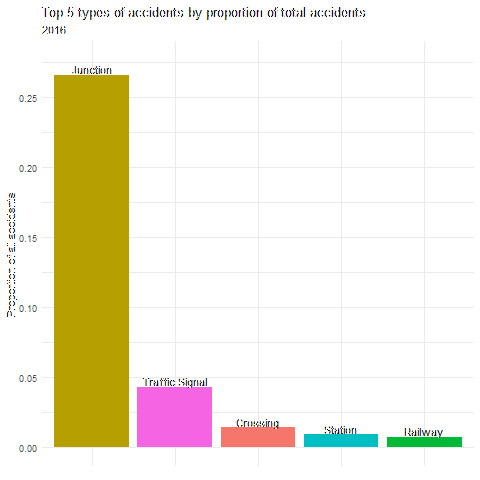 Top 5 types of accidents by proportion of total accidents
2016
Proportion of all accidents
0.25
0.20
0.15
0.10
0.05
0.00
Junction
Traffic Signal
Crossing
Station
Railway